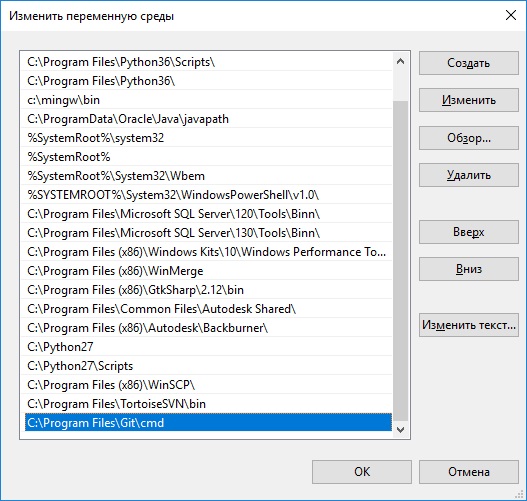 Изменить переменную среды
C:\Program Files\Python36\Scripts\
C:\Program Files\Python36\
c:\mingw\bin
C:\ProgramData\Oracle\Java\javapath
%SystemRoot%\system32
%SystemRoot%
%SystemRoot%\System32\Wbem
%SYSTEMROOT%\System32\WindowsPowerShell\v1.0\
C:\Program Files\Microsoft SQL Server\120\Tools\Binn\
C:\Program Files\Microsoft SQL Server\130\Tools\Binn\
C:\Program Files (x86)\Windows Kits\10\Windows Performance To...
C:\Program Files (x86)\WinMerge
C:\Program Files (x86)\GtkSharp\2.12\bin
C:\Program Files\Common Files\Autodesk Shared\
C:\Program Files (x86)\Autodesk\Backburner\
C:\Python27
C:\Python27\Scripts
C:\Program Files (x86)\WinSCP\
C:\Program Files\TortoiseSVN\bin
C:\Program Files\Git\cmd
Создать
Изменить
Обзор...
Удалить
Вверх
Вниз
Изменить текст...
ОК
Отмена